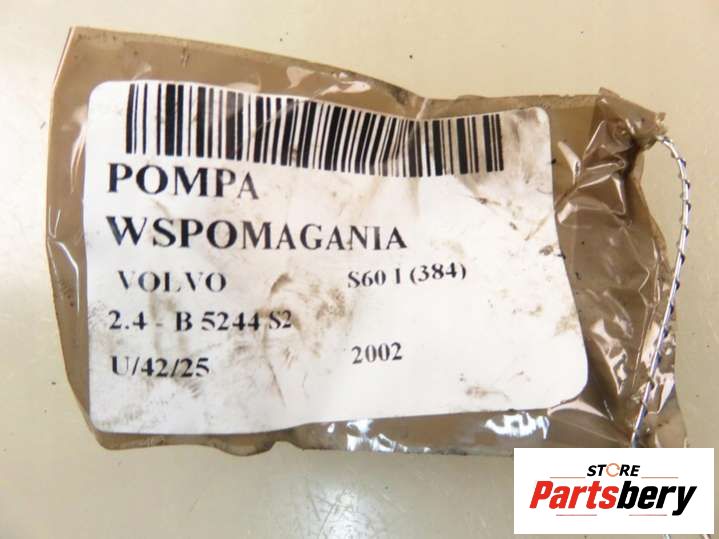 POMPA
WSPOMAGANIA
VOLVO S60 I (384)
2.4 - B 5244 S2
U/42/25 2002
STORE
Partsbery